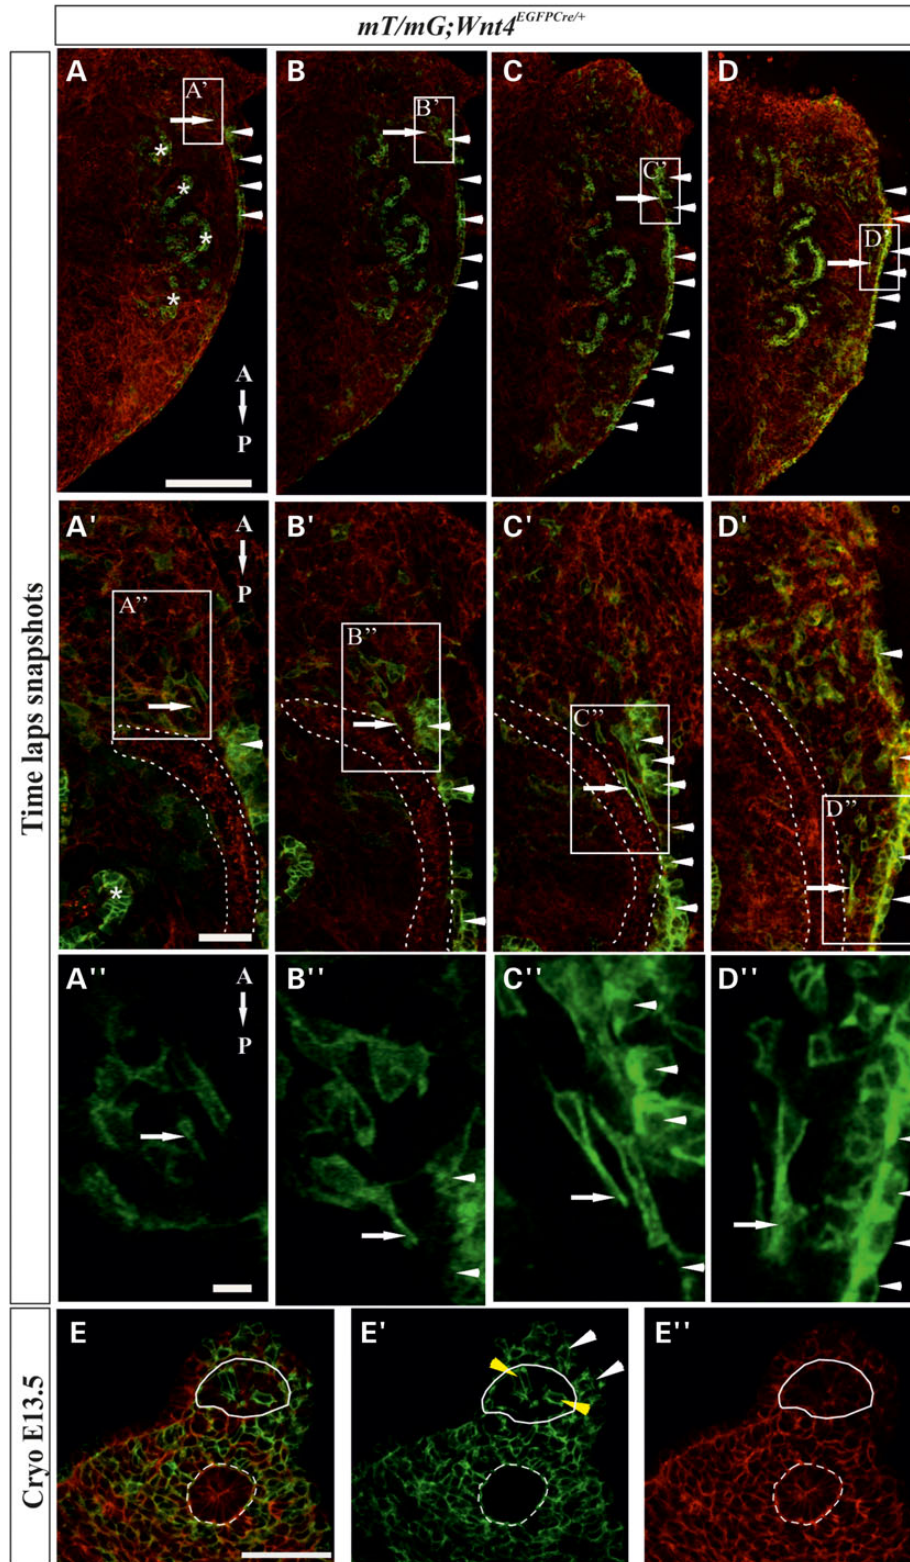 mT/mG;Wnt4EGFPCre/+
Time laps snapshots
A
A'
*
*
*
*
A
P
B
B'
C
C'
D
D'
A'
A''
*
A
P
B'
B''
C'
C''
D'
D''
A''
A
P
B''
C''
D''
Cryo E13.5
E
E'
E''